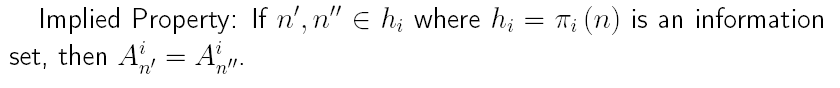 Implied Property: If n′, n″ ∈ hᵢ where hᵢ = πᵢ (n) is an information
set, then Aⁱₙ′ = Aⁱₙ″.